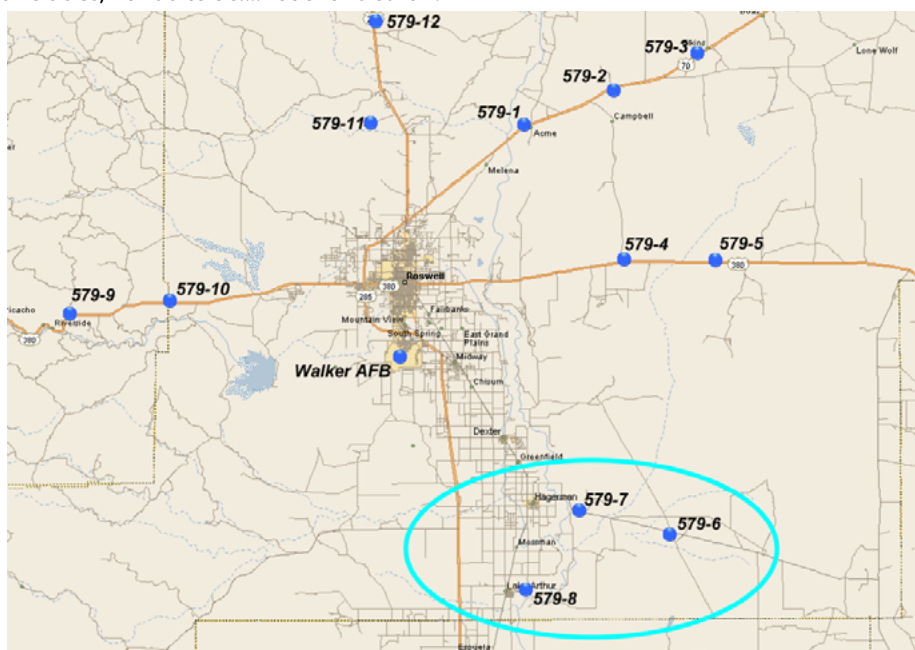 579-12
579-3
Lone Wolf
70
579-2
579-11
579-1
Acme
Campbell
Melena
579-4
579-5
380
Roswell
380
285
579-9
579-10
Riverside
380
Fairbanks
Mountain View
South Spring
East Grand
Plains
Midway
Walker AFB
Chisum
Dexter
Greenfield
Hagerman
579-7
579-6
579-8